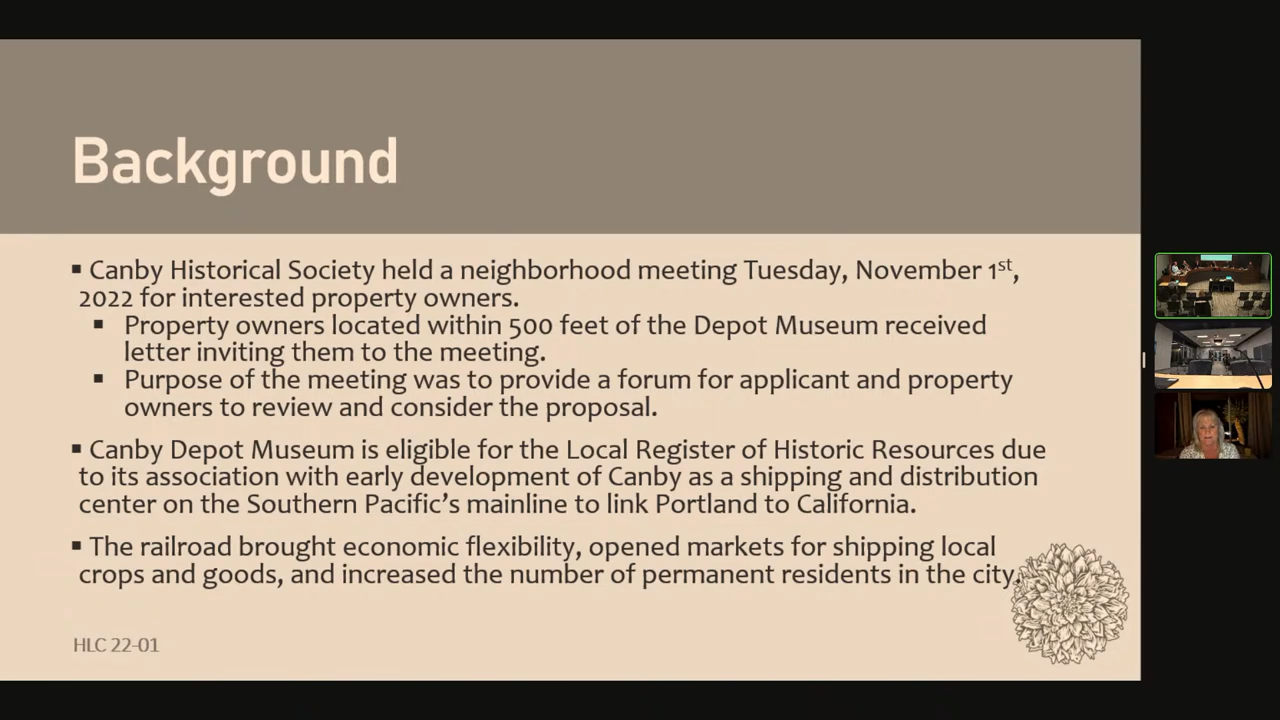 Background
▪ Canby Historical Society held a neighborhood meeting Tuesday, November 1st,
2022 for interested property owners.
▪ Property owners located within 500 feet of the Depot Museum received
letter inviting them to the meeting.
▪ Purpose of the meeting was to provide a forum for applicant and property
owners to review and consider the proposal.
▪ Canby Depot Museum is eligible for the Local Register of Historic Resources due
to its association with early development of Canby as a shipping and distribution
center on the Southern Pacific’s mainline to link Portland to California.
▪ The railroad brought economic flexibility, opened markets for shipping local
crops and goods, and increased the number of permanent residents in the city.
HLC 22-01